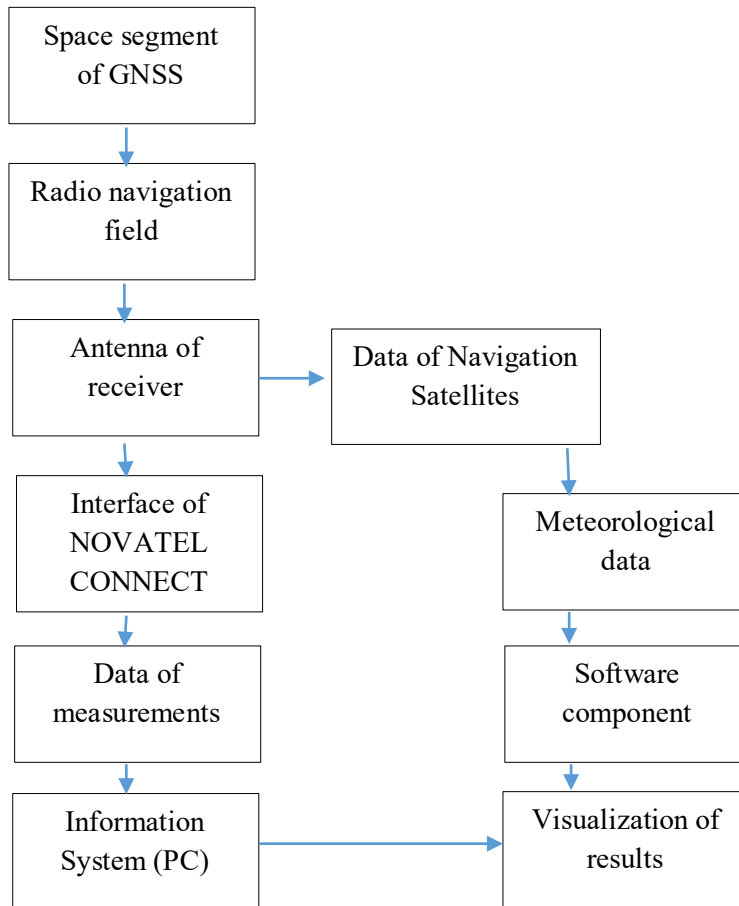 Space segment
of GNSS
Radio navigation
field
Antenna of
receiver
Data of Navigation
Satellites
Interface of
NOVATEL
CONNECT
Meteorological
data
Data of
measurements
Software
component
Information
System (PC)
Visualization of
results